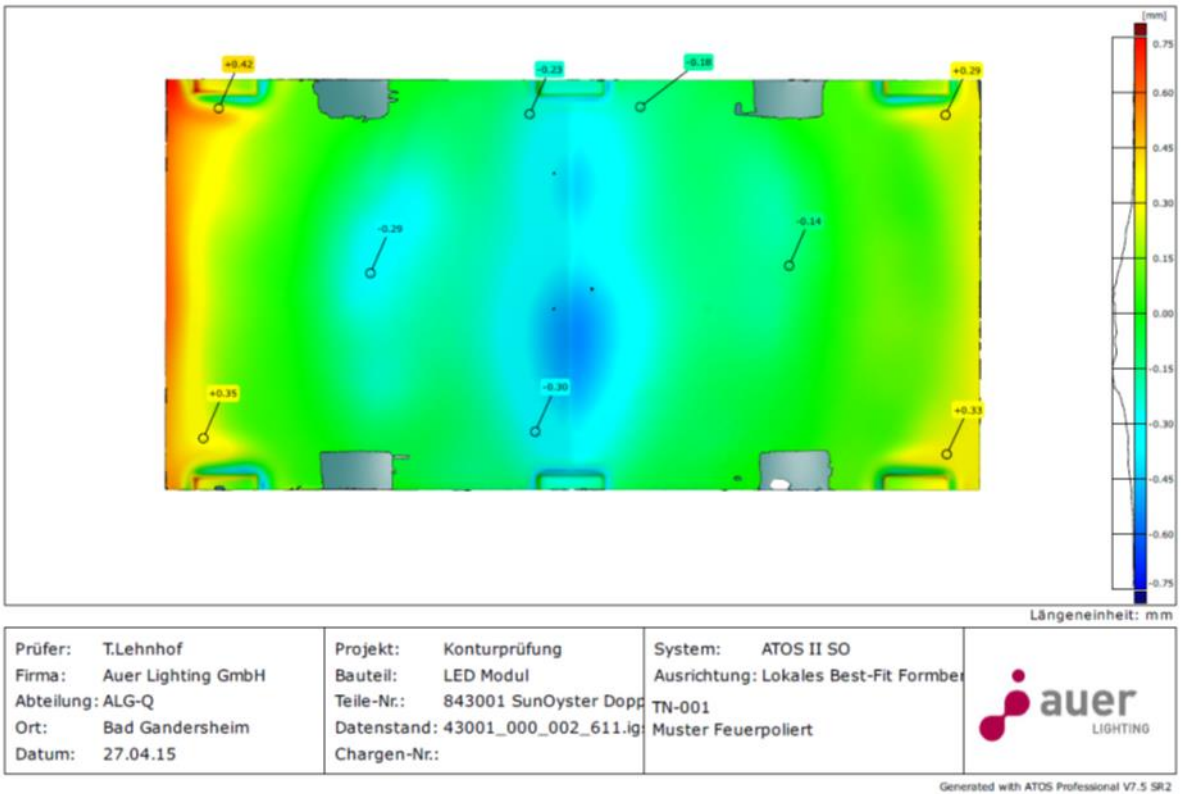 [mm]
0.75
+0.42
-0.23
-0.18
+0.29
0.60
0.45
0.30
-0.29
-0.14
0.15
0.00
-0.15
+0.35
-0.30
+0.33
-0.30
-0.45
-0.60
-0.75
Längeneinheit: mm
Prüfer: T.Lehnhof
Firma: Auer Lighting GmbH
Abteilung: ALG-Q
Ort: Bad Gandersheim
Datum: 27.04.15
Projekt: Konturprüfung
Bauteil: LED Modul
Teile-Nr.: 843001 SunOyster Dopp
Datenstand: 43001_000_002_611.ig
Chargen-Nr.:
System: ATOS II SO
Ausrichtung: Lokales Best-Fit Formber
TN-001
Muster Feuerpoliert
auer
LIGHTING
Generated with ATOS Professional V7.5 SR2